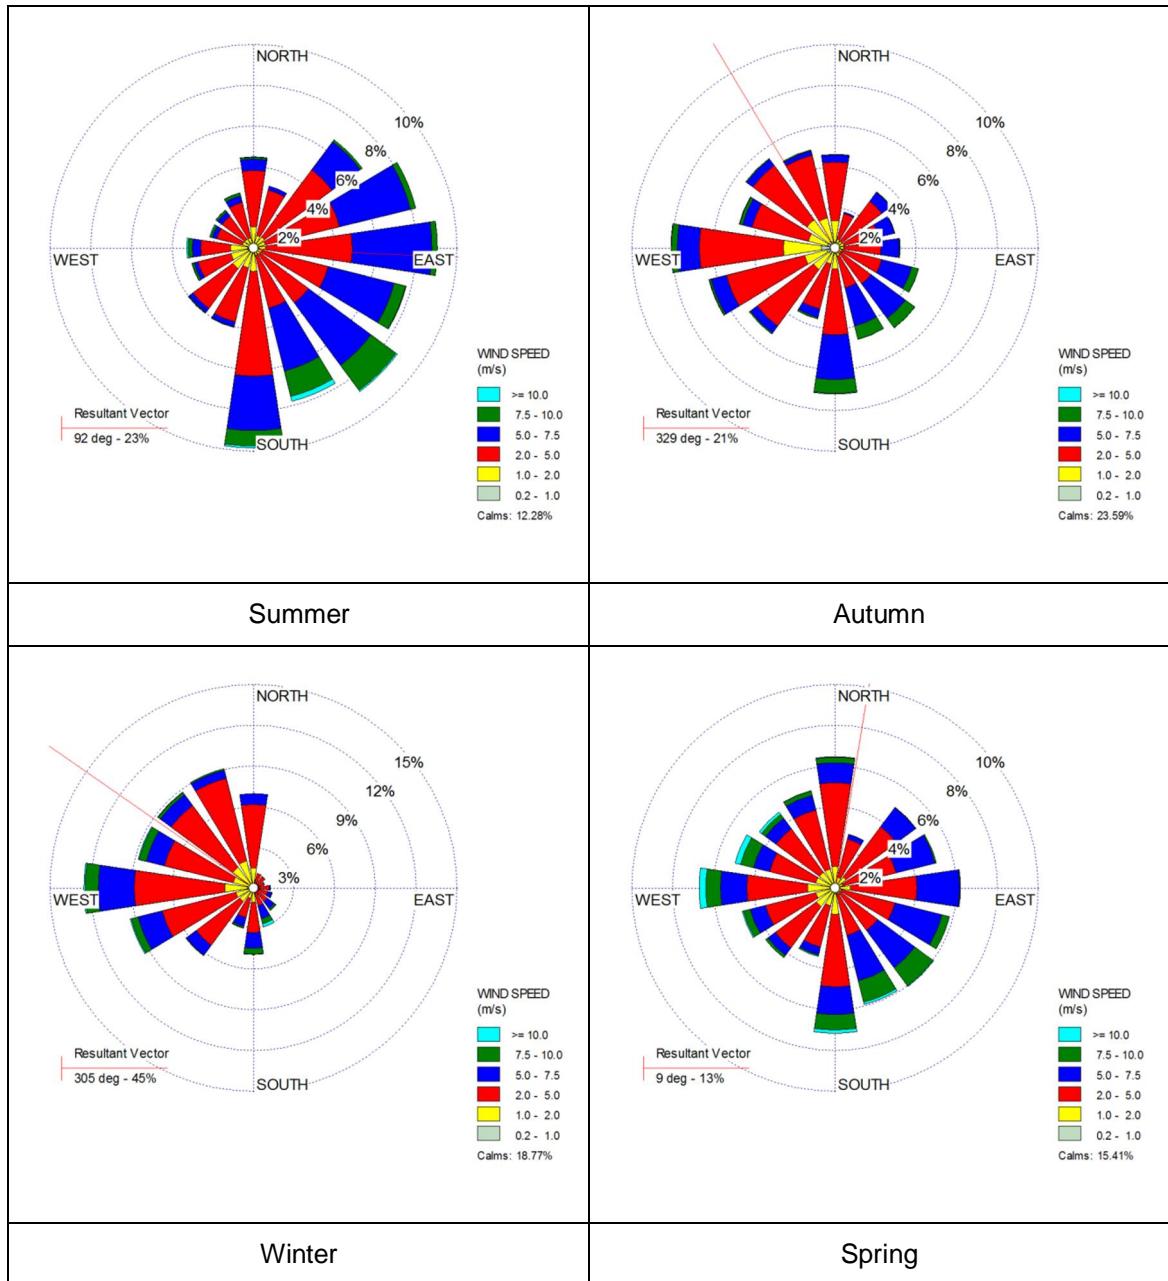 NORTH
10%
8%
6%
4%
2%
WEST
EAST
SOUTH
WIND SPEED
(m/s)
>= 10.0
7.5 - 10.0
5.0 - 7.5
2.0 - 5.0
1.0 - 2.0
0.2 - 1.0
Calms: 12.28%
Resultant Vector
92 deg - 23%
Summer
NORTH
10%
8%
6%
4%
2%
WEST
EAST
SOUTH
WIND SPEED
(m/s)
>= 10.0
7.5 - 10.0
5.0 - 7.5
2.0 - 5.0
1.0 - 2.0
0.2 - 1.0
Calms: 23.59%
Resultant Vector
329 deg - 21%
Autumn
NORTH
15%
12%
9%
6%
3%
WEST
EAST
SOUTH
WIND SPEED
(m/s)
>= 10.0
7.5 - 10.0
5.0 - 7.5
2.0 - 5.0
1.0 - 2.0
0.2 - 1.0
Calms: 18.77%
Resultant Vector
305 deg - 45%
Winter
NORTH
10%
8%
6%
4%
2%
WEST
EAST
SOUTH
WIND SPEED
(m/s)
>= 10.0
7.5 - 10.0
5.0 - 7.5
2.0 - 5.0
1.0 - 2.0
0.2 - 1.0
Calms: 15.41%
Resultant Vector
9 deg - 13%
Spring